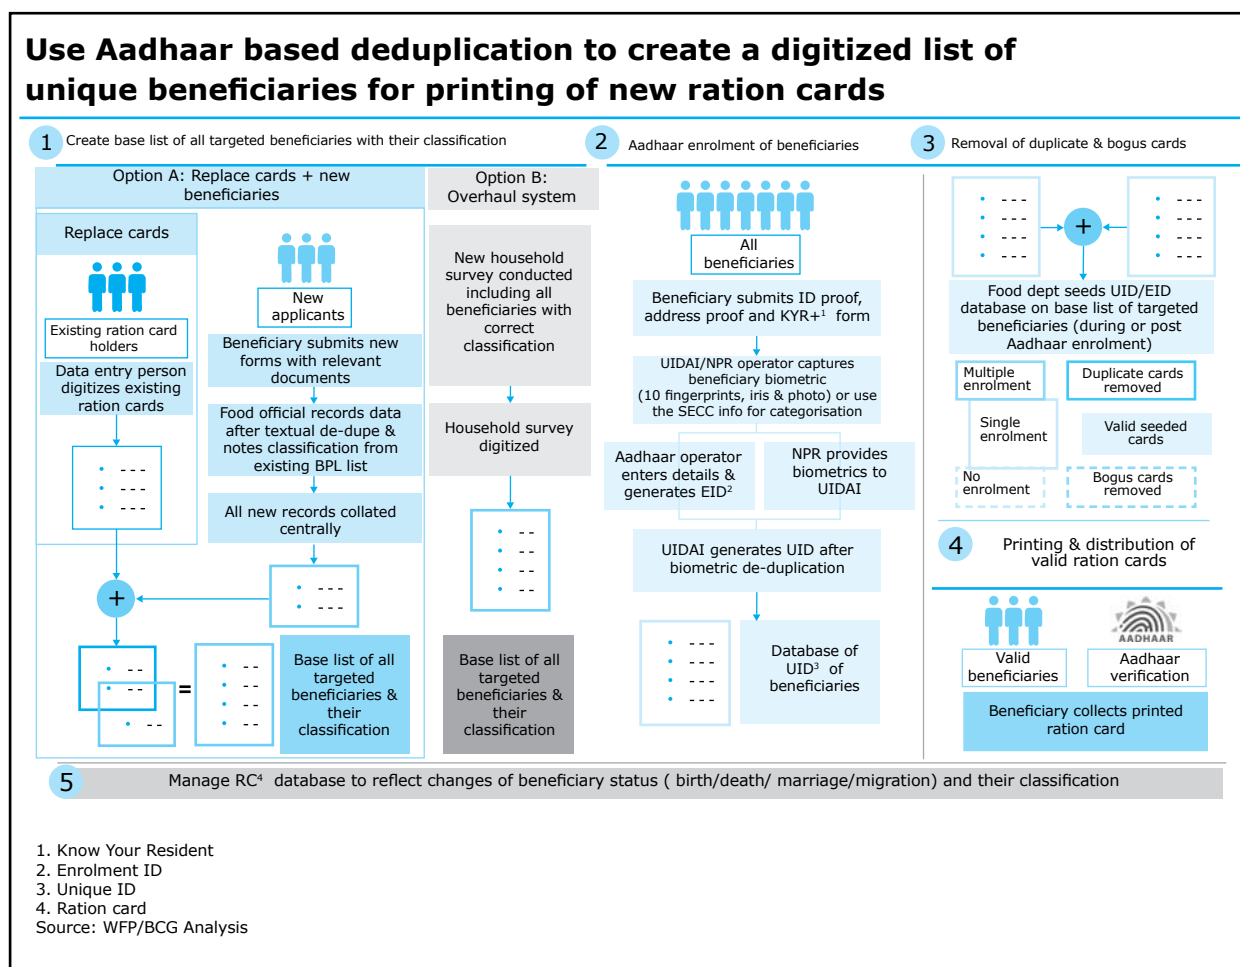 Use Aadhaar based deduplication to create a digitized list of
unique beneficiaries for printing of new ration cards
1
Create base list of all targeted beneficiaries with their classification
Option A: Replace cards + new
beneficiaries
Replace cards
Existing ration card
holders
Data entry person
digitizes existing
ration cards
• - - -
• - - -
• - - -
New
applicants
Beneficiary submits new
forms with relevant
documents
Food official records data
after textual de-dupe &
notes classification from
existing BPL list
All new records collated
centrally
• - - -
• - - -
+
• - -
• - -
• - -
=
• - - -
• - - -
• - - -
• - - -
Base list of all
targeted
beneficiaries &
their
classification
Option B:
Overhaul system
New household
survey conducted
including all
beneficiaries with
correct
classification
Household survey
digitized
• - -
• - -
• - -
• - -
Base list of all
targeted
beneficiaries &
their
classification
2
Aadhaar enrolment of beneficiaries
All
beneficiaries
Beneficiary submits ID proof,
address proof and KYR+¹ form
UIDAI/NPR operator captures
beneficiary biometric
(10 fingerprints, iris & photo) or use
the SECC info for categorisation
Aadhaar operator
enters details &
generates EID²
NPR provides
biometrics to
UIDAI
UIDAI generates UID after
biometric de-duplication
• - - -
• - - -
• - - -
• - - -
Database of
UID³ of
beneficiaries
3
Removal of duplicate & bogus cards
• - - -
• - - -
• - - -
• - - -
+
• - - -
• - - -
• - - -
• - - -
Food dept seeds UID/EID
database on base list of targeted
beneficiaries (during or post
Aadhaar enrolment)
Multiple
enrolment
Duplicate cards
removed
Single
enrolment
Valid seeded
cards
No
enrolment
Bogus cards
removed
4
Printing & distribution of
valid ration cards
AADHAAR
Valid
beneficiaries
Aadhaar
verification
Beneficiary collects printed
ration card
5
Manage RC⁴ database to reflect changes of beneficiary status ( birth/death/ marriage/migration) and their classification
1. Know Your Resident
2. Enrolment ID
3. Unique ID
4. Ration card
Source: WFP/BCG Analysis